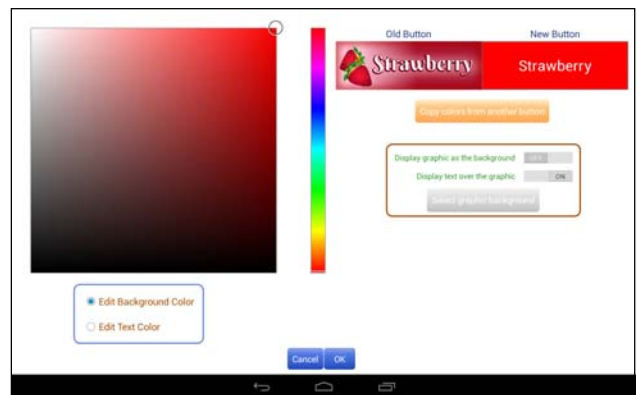 Old Button
New Button
Strawberry
Strawberry
Copy colors from another button
Display graphic as the background
OFF
Display text over the graphic
ON
Select graphic background
Edit Background Color
Edit Text Color
Cancel
OK